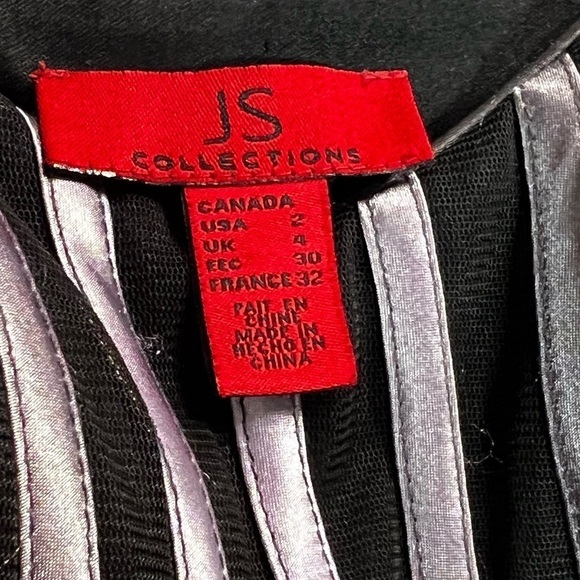 JS
COLLECTIONS
CANADA
USA 2
UK 4
EEC 30
FRANCE 32
FAIT EN
CHINE
MADE IN
HECHO EN
CHINA